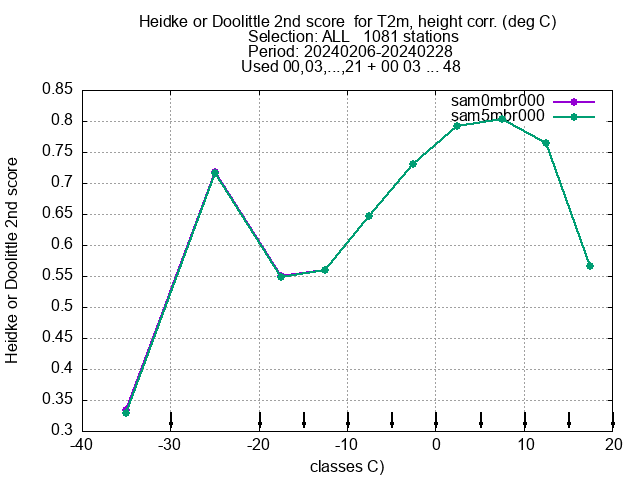 Heidke or Doolittle 2nd score  for T2m, height corr. (deg C)
Selection: ALL   1081 stations
Period: 20240206-20240228
Used 00,03,...,21 + 00 03 ... 48
sam0mbr000
sam5mbr000
Heidke or Doolittle 2nd score
0.85
0.8
0.75
0.7
0.65
0.6
0.55
0.5
0.45
0.4
0.35
0.3
-40 -30 -20 -10 0 10 20
classes C)